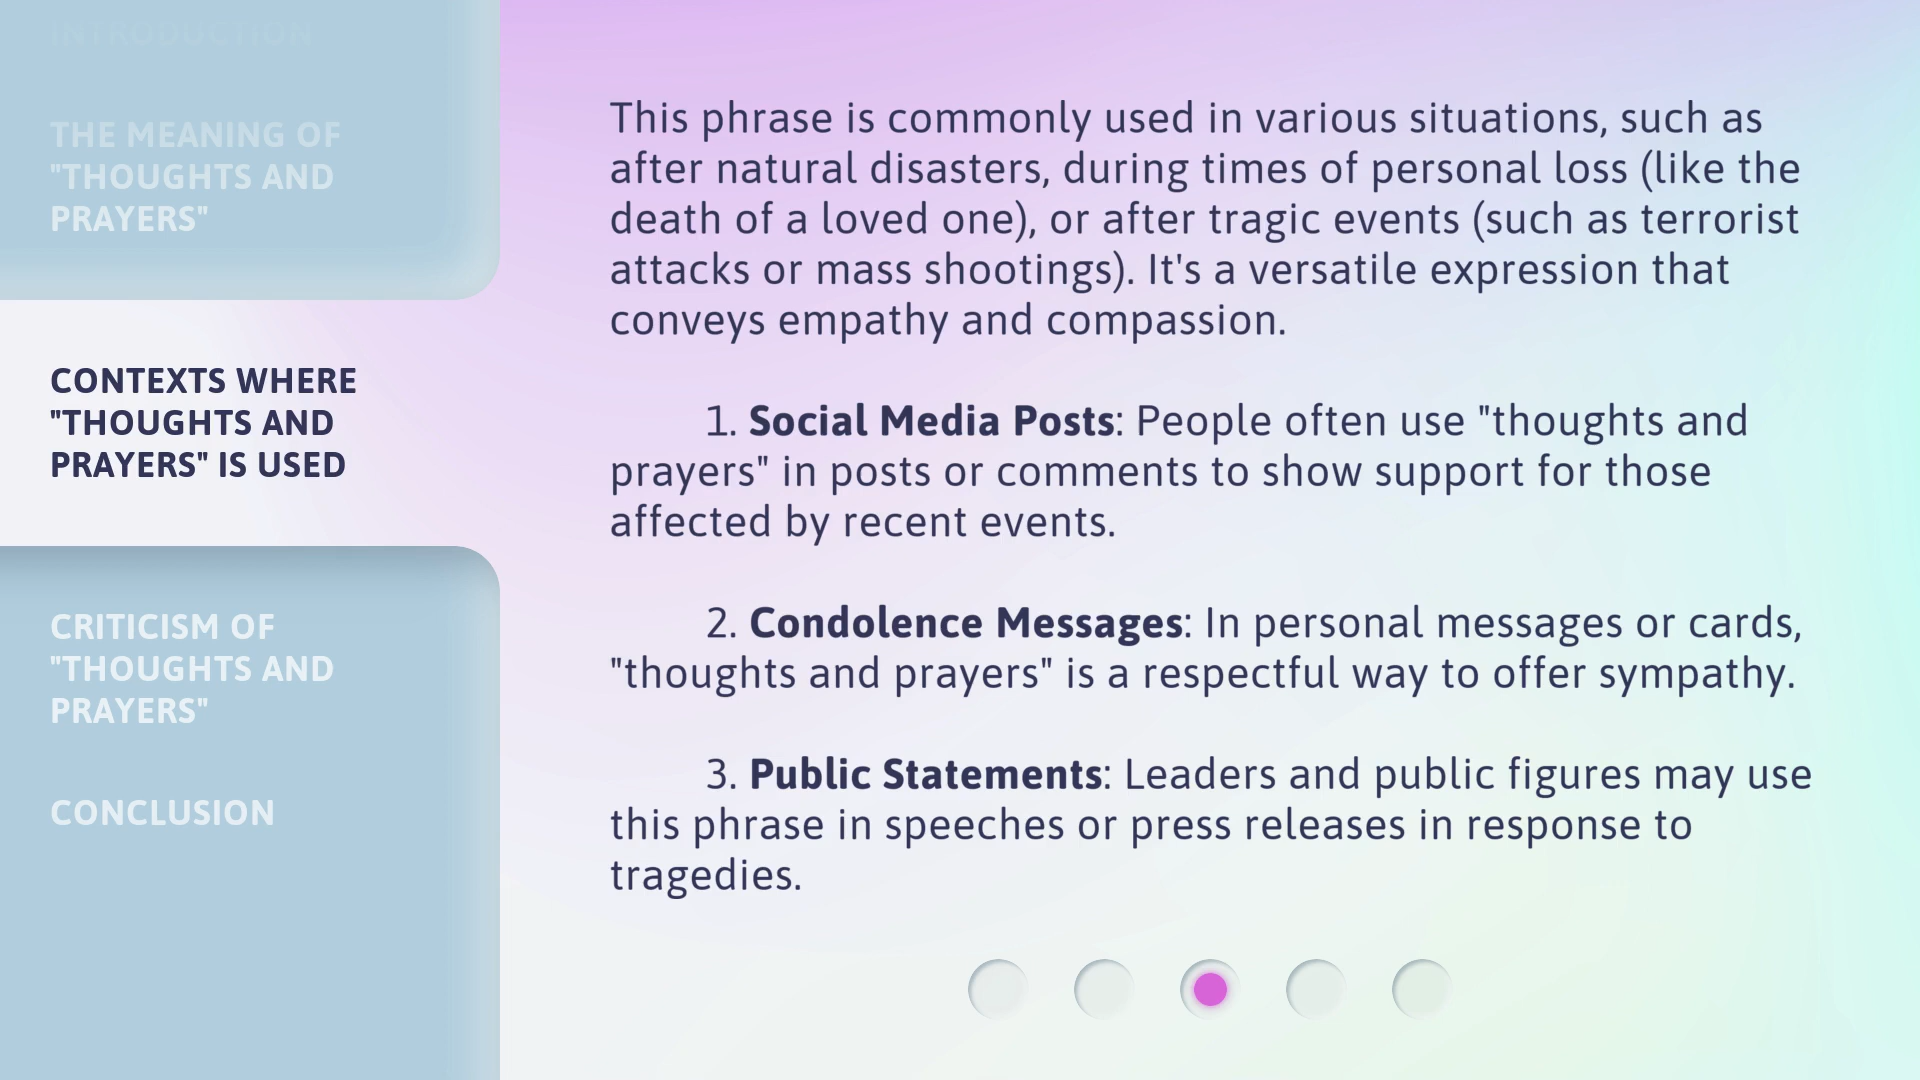 INTRODUCTION
THE MEANING OF
"THOUGHTS AND
PRAYERS"
CONTEXTS WHERE
"THOUGHTS AND
PRAYERS" IS USED
CRITICISM OF
"THOUGHTS AND
PRAYERS"
CONCLUSION
This phrase is commonly used in various situations, such as
after natural disasters, during times of personal loss (like the
death of a loved one), or after tragic events (such as terrorist
attacks or mass shootings). It's a versatile expression that
conveys empathy and compassion.
1. Social Media Posts: People often use "thoughts and
prayers" in posts or comments to show support for those
affected by recent events.
2. Condolence Messages: In personal messages or cards,
"thoughts and prayers" is a respectful way to offer sympathy.
3. Public Statements: Leaders and public figures may use
this phrase in speeches or press releases in response to
tragedies.